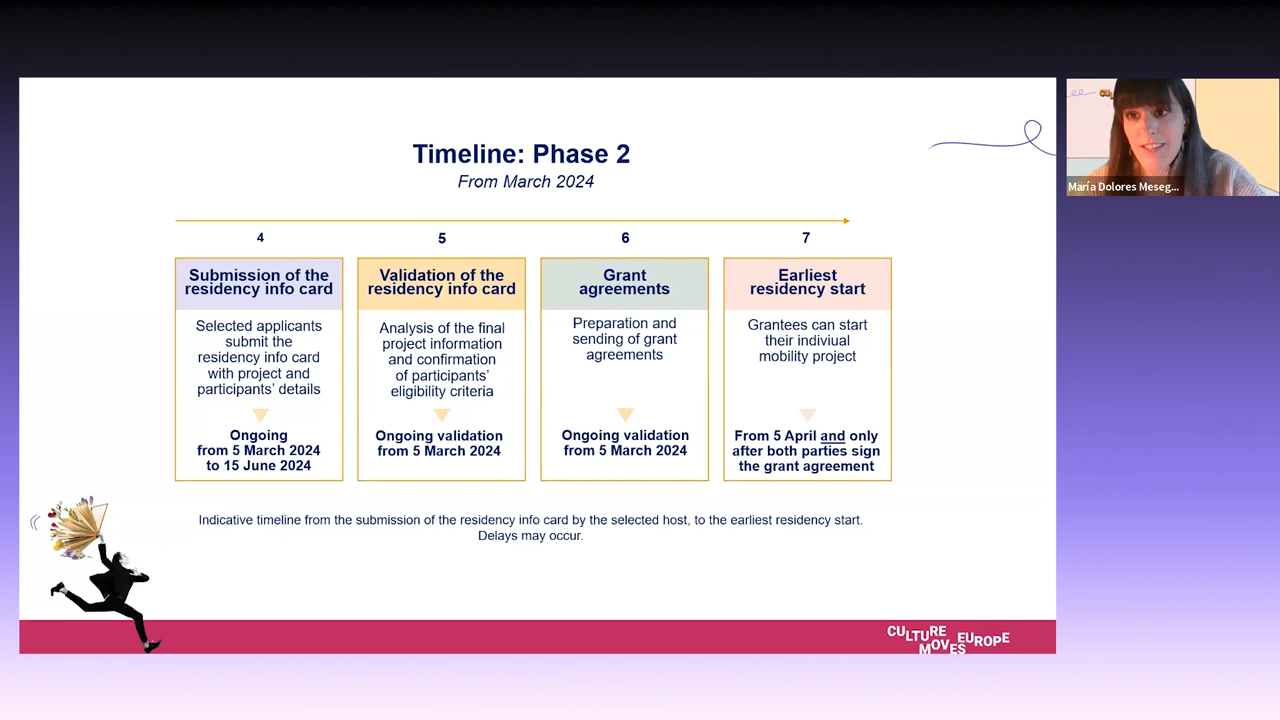 Timeline: Phase 2
From March 2024
4
Submission of the
residency info card
Selected applicants
submit the
residency info card
with project and
participants' details
Ongoing
from 5 March 2024
to 15 June 2024
5
Validation of the
residency info card
Analysis of the final
project information
and confirmation
of participants'
eligibility criteria
Ongoing validation
from 5 March 2024
6
Grant
agreements
Preparation and
sending of grant
agreements
Ongoing validation
from 5 March 2024
7
Earliest
residency start
Grantees can start
their indiviual
mobility project
From 5 April and only
after both parties sign
the grant agreement
Indicative timeline from the submission of the residency info card by the selected host, to the earliest residency start.
Delays may occur.
CULTURE
MOVES
EUROPE
María Dolores Meseg...